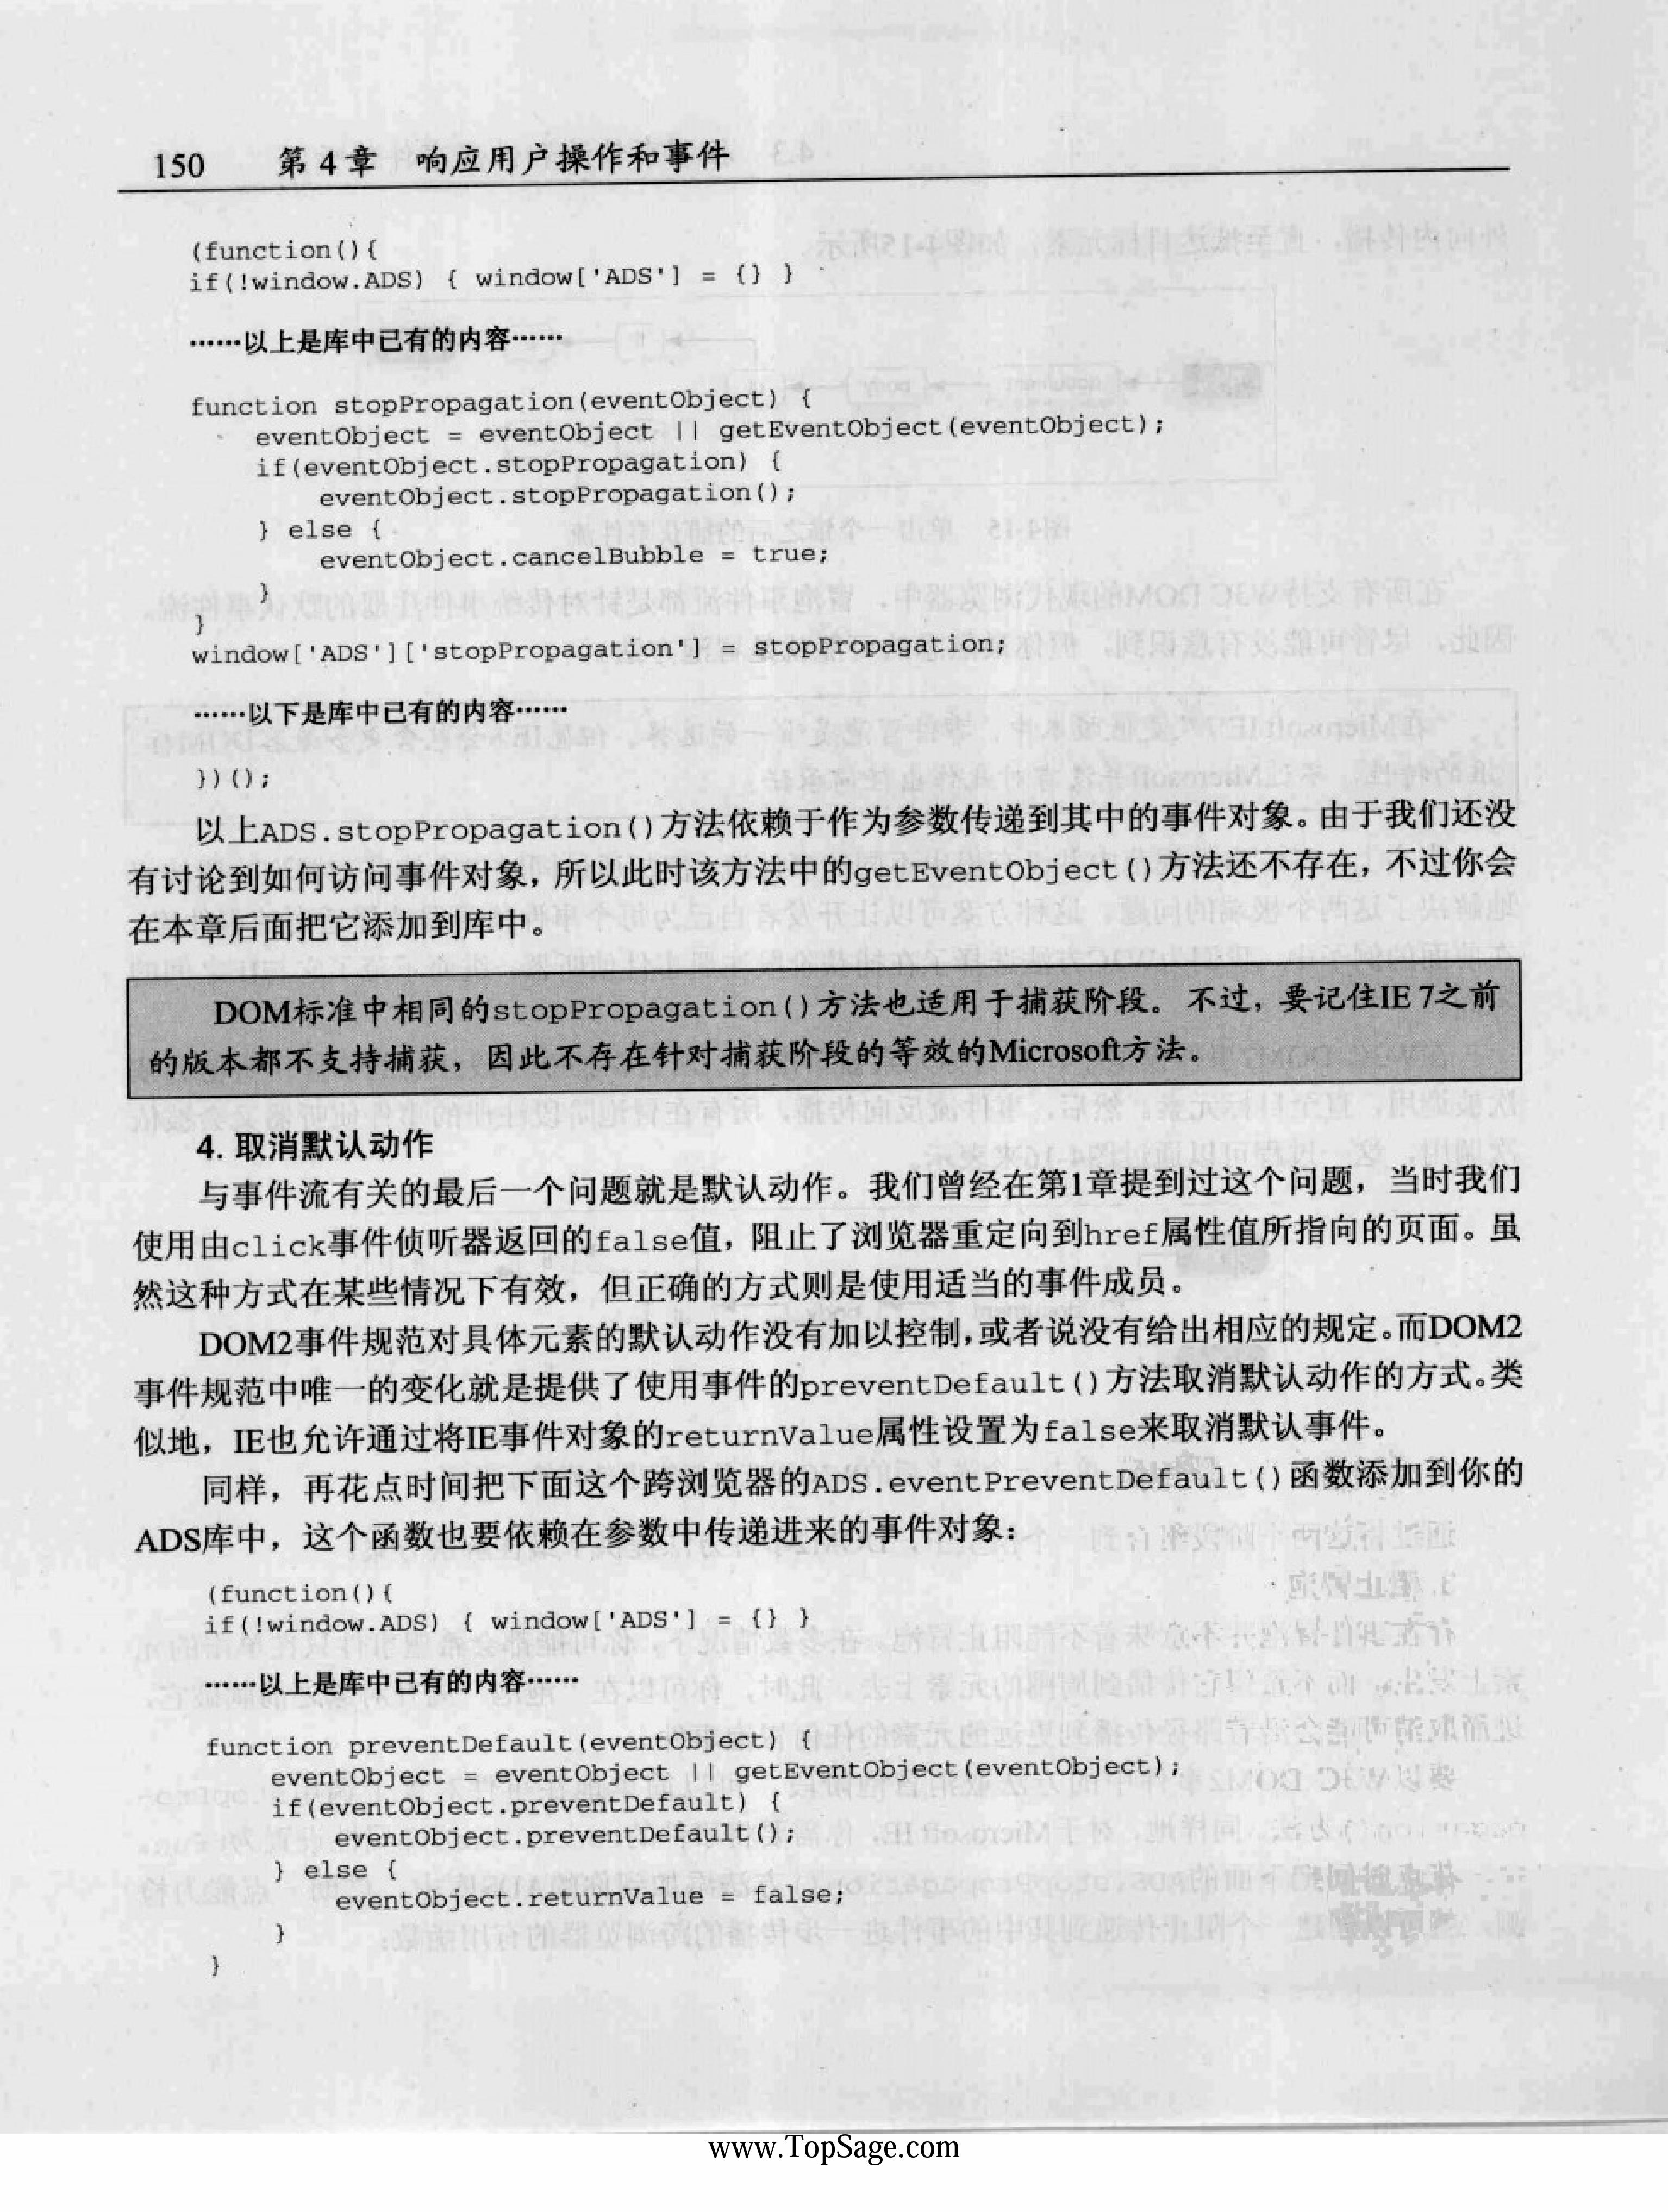 150 第 4 章 响应用户操作和事件
(function(){
if(!window.ADS) { window['ADS'] = {} }
……以上是库中已有的内容……
function stopPropagation(eventObject) {
eventObject = eventObject || getEventObject(eventObject);
if(eventObject.stopPropagation) {
eventObject.stopPropagation();
} else {
eventObject.cancelBubble = true;
}
}
window['ADS']['stopPropagation'] = stopPropagation;
……以下是库中已有的内容……
})();
以上ADS.stopPropagation()方法依赖于作为参数传递到其中的事件对象。由于我们还没
有讨论到如何访问事件对象，所以此时该方法中的getEventObject()方法还不存在，不过你会
在本章后面把它添加到库中。
DOM标准中相同的stopPropagation()方法也适用于捕获阶段。不过，要记住IE 7之前
的版本都不支持捕获，因此不存在针对捕获阶段的等效的Microsoft方法。
4. 取消默认动作
与事件流有关的最后一个问题就是默认动作。我们曾经在第1章提到过这个问题，当时我们
使用由click事件侦听器返回的false值，阻止了浏览器重定向到href属性值所指向的页面。虽
然这种方式在某些情况下有效，但正确的方式则是使用适当的事件成员。
DOM2事件规范对具体元素的默认动作没有加以控制，或者说没有给出相应的规定。而DOM2
事件规范中唯一的变化就是提供了使用事件的preventDefault()方法取消默认动作的方式。类
似地，IE也允许通过将IE事件对象的returnValue属性设置为false来取消默认事件。
同样，再花点时间把下面这个跨浏览器的ADS.eventPreventDefault()函数添加到你的
ADS库中，这个函数也要依赖在参数中传递进来的事件对象：
(function(){
if(!window.ADS) { window['ADS'] = {} }
……以上是库中已有的内容……
function preventDefault(eventObject) {
eventObject = eventObject || getEventObject(eventObject);
if(eventObject.preventDefault) {
eventObject.preventDefault();
} else {
eventObject.returnValue = false;
}
}
www.TopSage.com